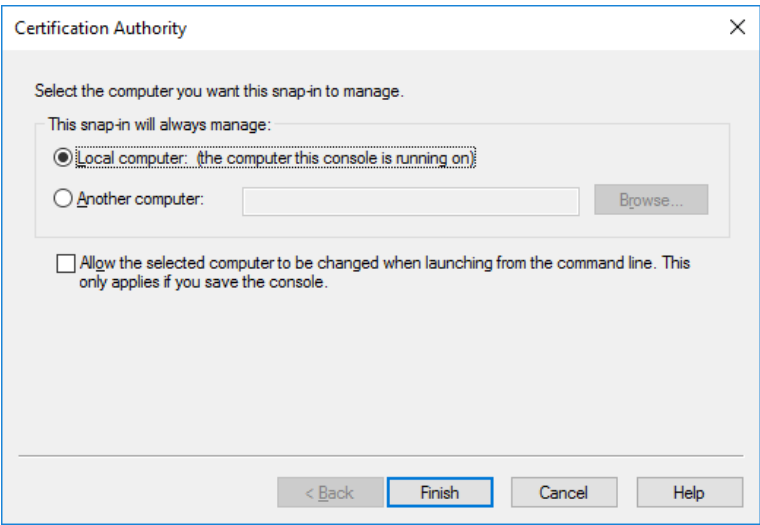 Certification Authority
Select the computer you want this snap-in to manage.
This snap-in will always manage:
Local computer: (the computer this console is running on)
Another computer:
Browse...
Allow the selected computer to be changed when launching from the command line. This
only applies if you save the console.
< Back
Finish
Cancel
Help